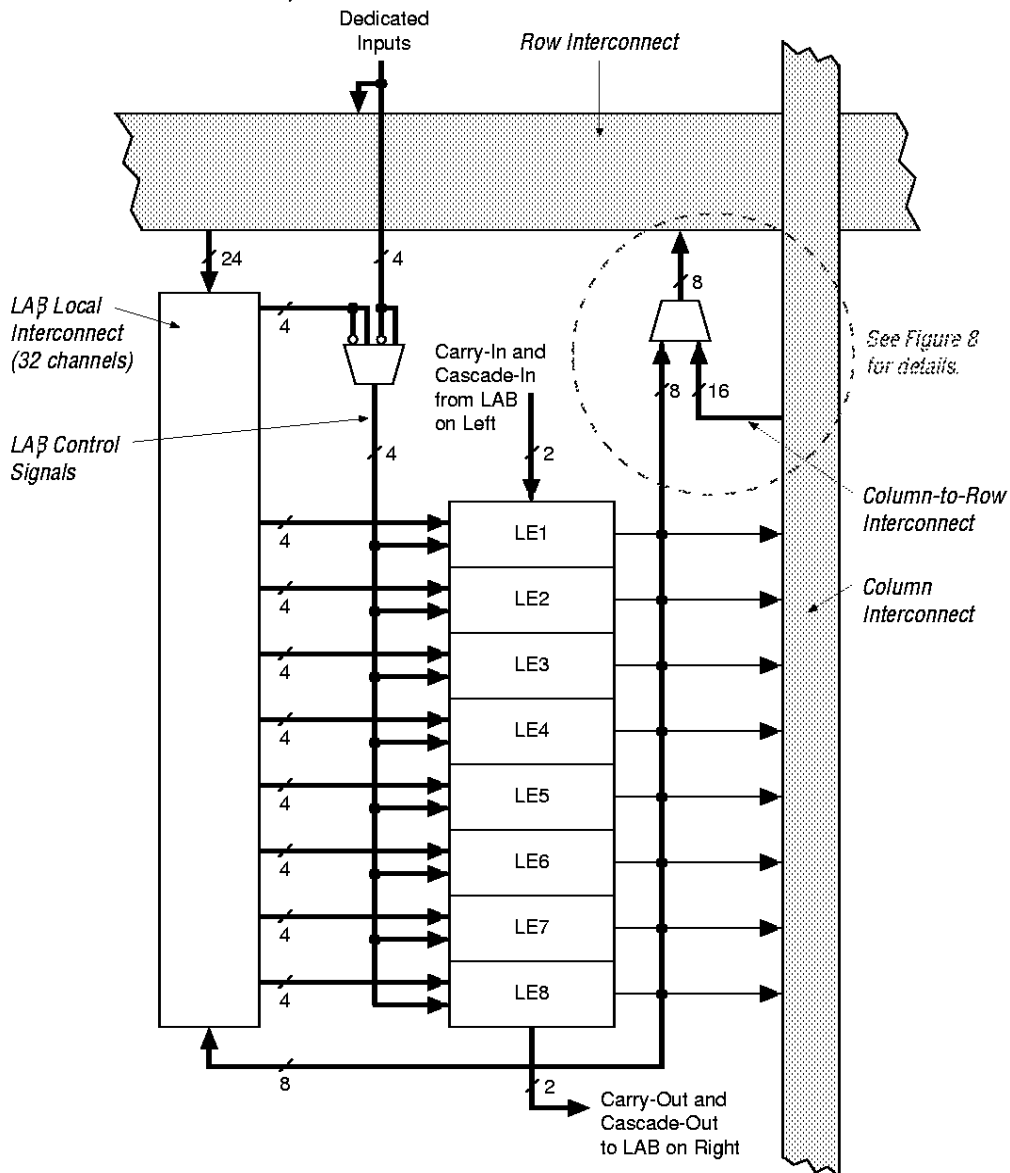 Dedicated
Inputs
Row Interconnect
24
4
8
LAβ Local
Interconnect
(32 channels)
4
See Figure 8
for details.
Carry-In and
Cascade-In
from LAB
on Left
8
16
LAβ Control
Signals
4
2
Column-to-Row
Interconnect
4
LE1
4
LE2
Column
Interconnect
4
LE3
4
LE4
4
LE5
4
LE6
4
LE7
4
LE8
8
2
Carry-Out and
Cascade-Out
to LAB on Right